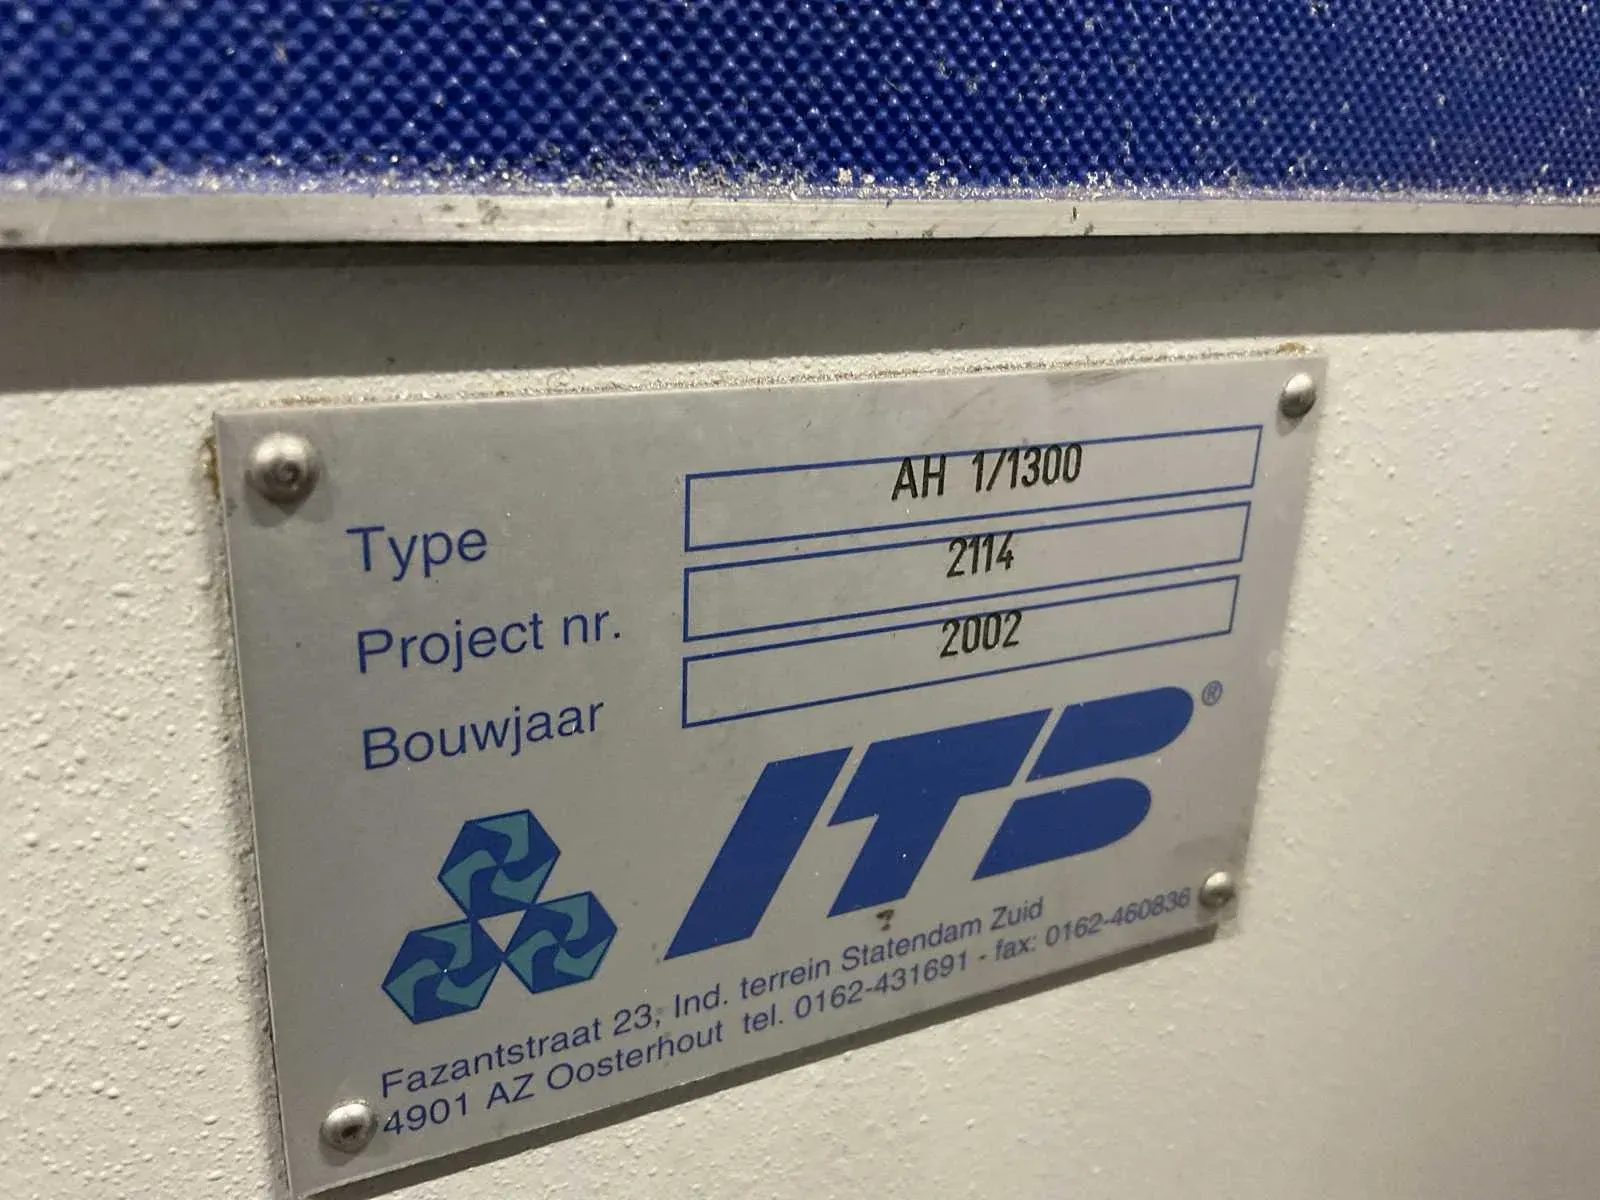 Type AH 1/1300
Project nr. 2114
Bouwjaar 2002
ITB®
Fazantstraat 23, Ind. terrein Statendam Zuid
4901 AZ Oosterhout tel. 0162-431691 - fax: 0162-460836